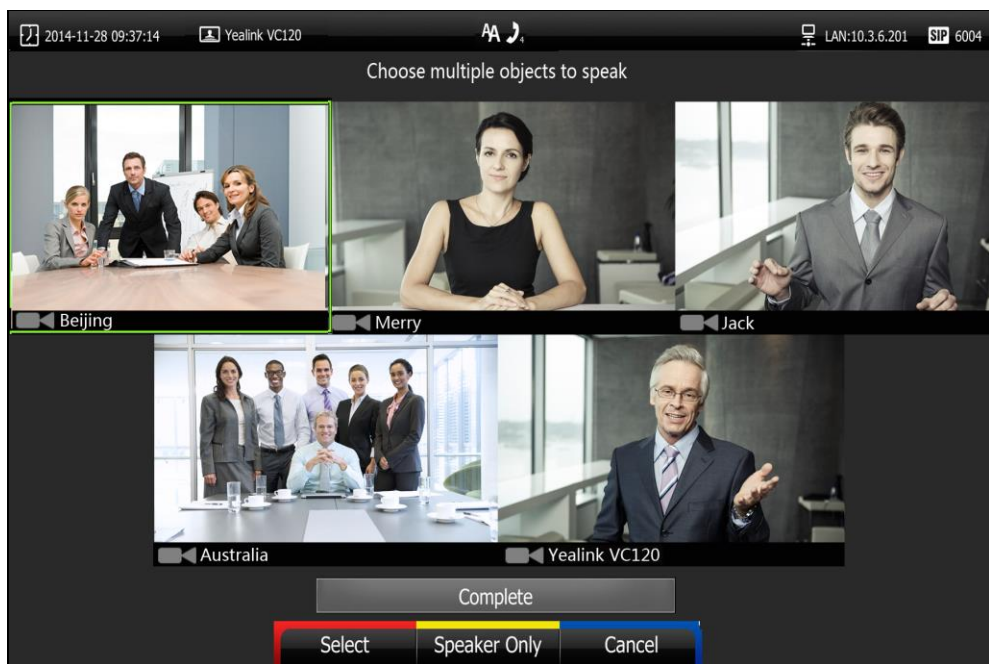 2014-11-28 09:37:14 Yealink VC120 AA 4 LAN:10.3.6.201 SIP 6004
Choose multiple objects to speak
Beijing Merry Jack
Australia Yealink VC120
Complete
Select Speaker Only Cancel